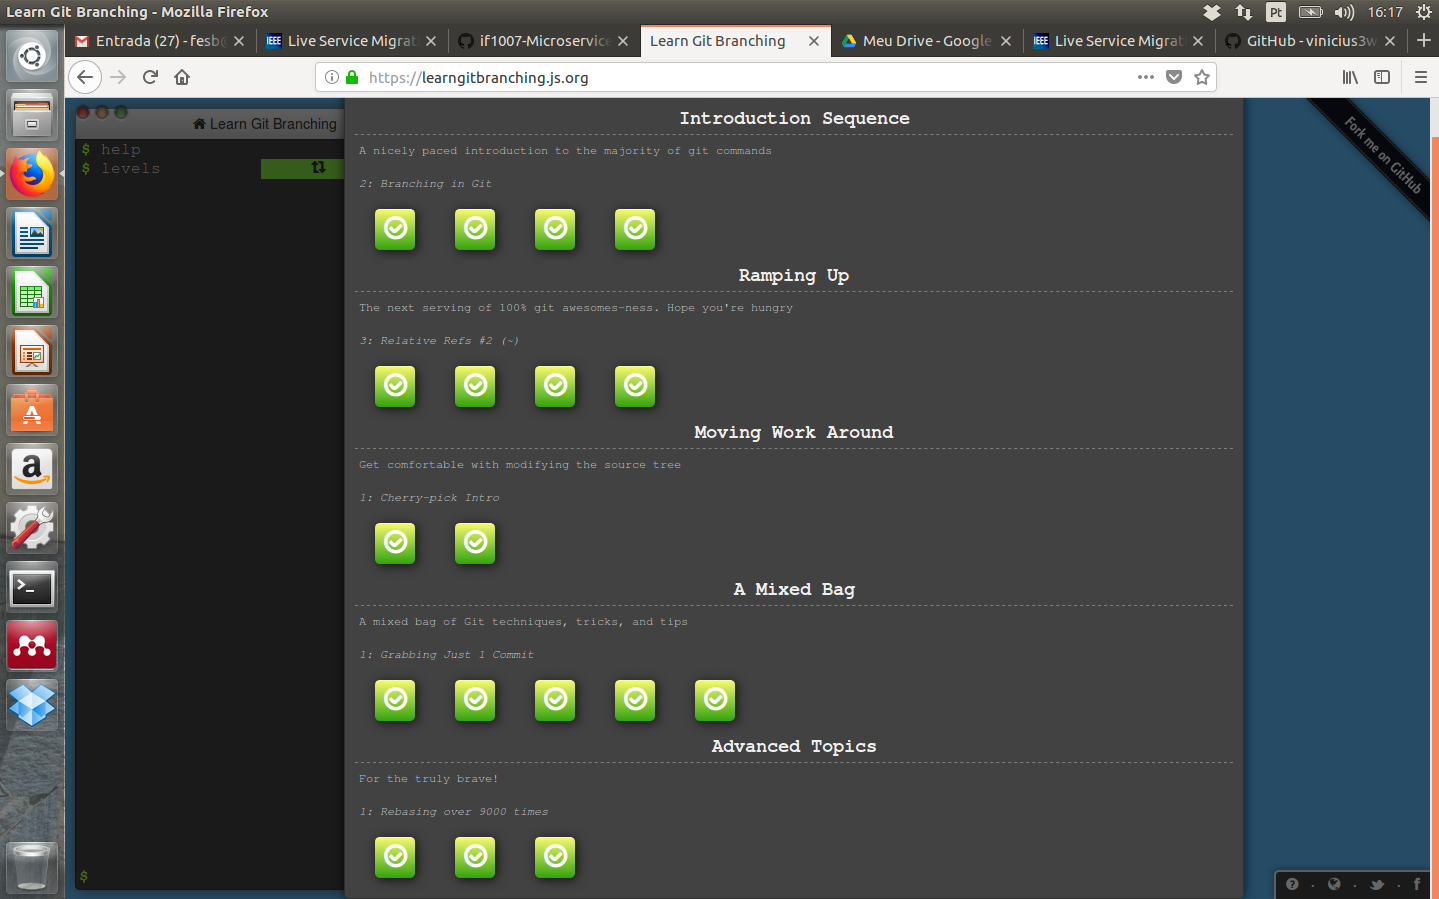 Learn Git Branching - Mozilla Firefox
Pt
16:17
Entrada (27) - fesb
IEEE Live Service Migrat
if1007-Microservice
Learn Git Branching
Meu Drive - Google
IEEE Live Service Migrat
GitHub - vinicius3w
https://learngitbranching.js.org
Learn Git Branching
$ help
$ levels
$
Fork me on GitHub
Introduction Sequence
A nicely paced introduction to the majority of git commands
2: Branching in Git
Ramping Up
The next serving of 100% git awesomes-ness. Hope you're hungry
3: Relative Refs #2 (~)
Moving Work Around
Get comfortable with modifying the source tree
1: Cherry-pick Intro
A Mixed Bag
A mixed bag of Git techniques, tricks, and tips
1: Grabbing Just 1 Commit
Advanced Topics
For the truly brave!
1: Rebasing over 9000 times